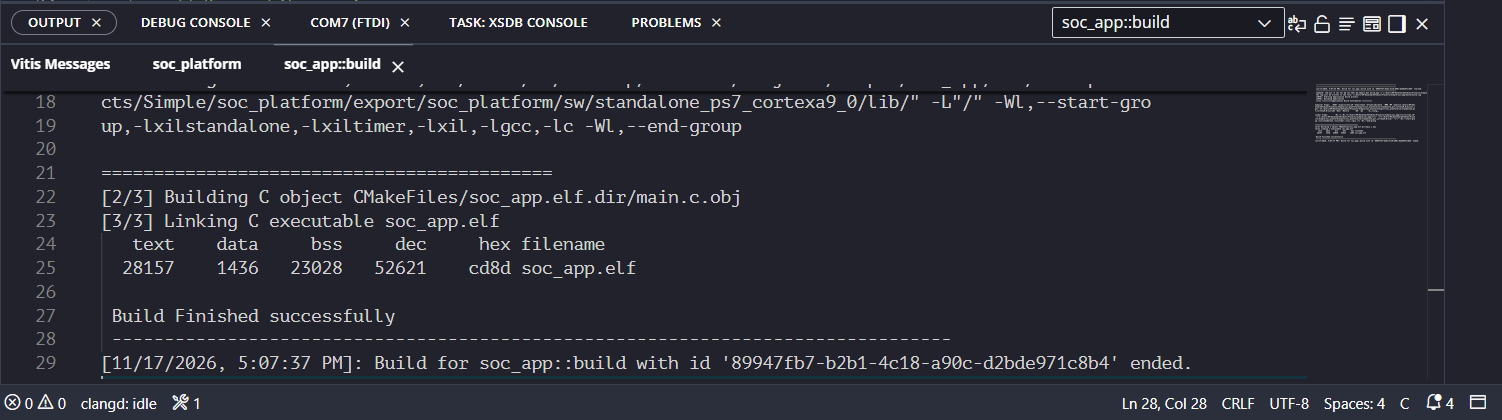 OUTPUT DEBUG CONSOLE COM7 (FTDI) TASK: XSDB CONSOLE PROBLEMS soc_app::build
Vitis Messages soc_platform soc_app::build
18 cts/Simple/soc_platform/export/soc_platform/sw/standalone_ps7_cortexa9_0/lib/" -L"/" -Wl,--start-gro
19 up,-lxilstandalone,-lxiltimer,-lxil,-lgcc,-lc -Wl,--end-group
20
21 ===========================================
22 [2/3] Building C object CMakeFiles/soc_app.elf.dir/main.c.obj
23 [3/3] Linking C executable soc_app.elf
24 text data bss dec hex filename
25 28157 1436 23028 52621 cd8d soc_app.elf
26
27 Build Finished successfully
28 --------------------------------------------------------------------------------
29 [11/17/2026, 5:07:37 PM]: Build for soc_app::build with id '89947fb7-b2b1-4c18-a90c-d2bde971c8b4' ended.
0 0 clangd: idle 1 Ln 28, Col 28 CRLF UTF-8 Spaces: 4 C 4